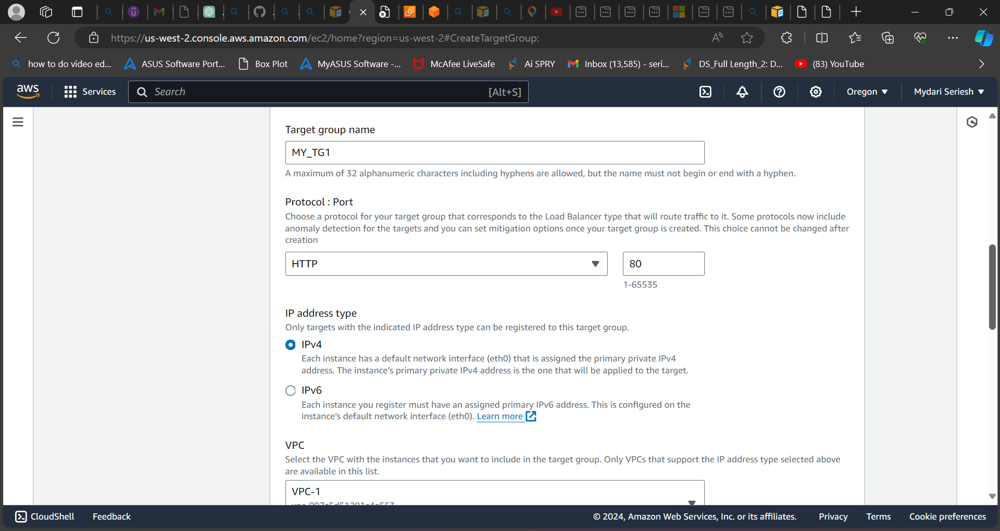 https://us-west-2.console.aws.amazon.com/ec2/home?region=us-west-2#CreateTargetGroup:
how to do video ed... ASUS Software Port... Box Plot MyASUS Software -... McAfee LiveSafe Ai SPRY Inbox (13,585) - seri... DS_Full Length_2: D... (83) YouTube
aws Services Search [Alt+S] Oregon Mydari Seriesh
Target group name
MY_TG1
A maximum of 32 alphanumeric characters including hyphens are allowed, but the name must not begin or end with a hyphen.
Protocol : Port
Choose a protocol for your target group that corresponds to the Load Balancer type that will route traffic to it. Some protocols now include
anomaly detection for the targets and you can set mitigation options once your target group is created. This choice cannot be changed after
creation
HTTP 80
1-65535
IP address type
Only targets with the indicated IP address type can be registered to this target group.
IPv4
Each instance has a default network interface (eth0) that is assigned the primary private IPv4
address. The instance's primary private IPv4 address is the one that will be applied to the target.
IPv6
Each instance you register must have an assigned primary IPv6 address. This is configured on the
instance's default network interface (eth0). Learn more
VPC
Select the VPC with the instances that you want to include in the target group. Only VPCs that support the IP address type selected above
are available in this list.
VPC-1
CloudShell Feedback © 2024, Amazon Web Services, Inc. or its affiliates. Privacy Terms Cookie preferences